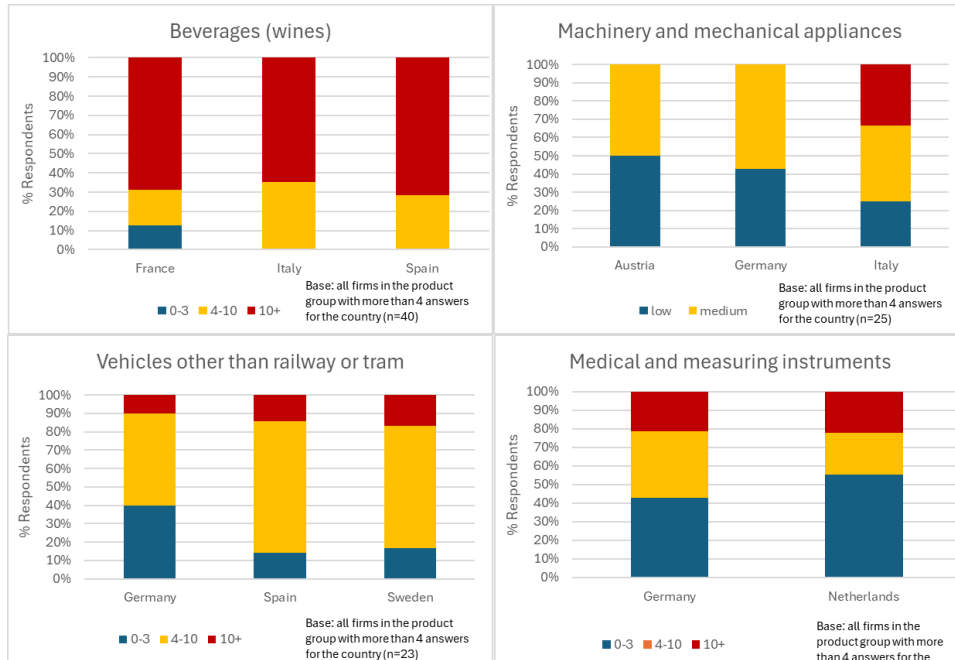 Beverages (wines)
100%
90%
80%
70%
60%
50%
40%
30%
20%
10%
0%
% Respondents
France Italy Spain
0-3 4-10 10+
Base: all firms in the product
group with more than 4 answers
for the country (n=40)
Machinery and mechanical appliances
100%
90%
80%
70%
60%
50%
40%
30%
20%
10%
0%
% Respondents
Austria Germany Italy
low medium
Base: all firms in the product
group with more than 4 answers
for the country (n=25)
Vehicles other than railway or tram
100%
90%
80%
70%
60%
50%
40%
30%
20%
10%
0%
% Respondents
Germany Spain Sweden
0-3 4-10 10+
Base: all firms in the product
group with more than 4 answers
for the country (n=23)
Medical and measuring instruments
100%
90%
80%
70%
60%
50%
40%
30%
20%
10%
0%
% Respondents
Germany Netherlands
0-3 4-10 10+
Base: all firms in the
product group with more
than 4 answers for the